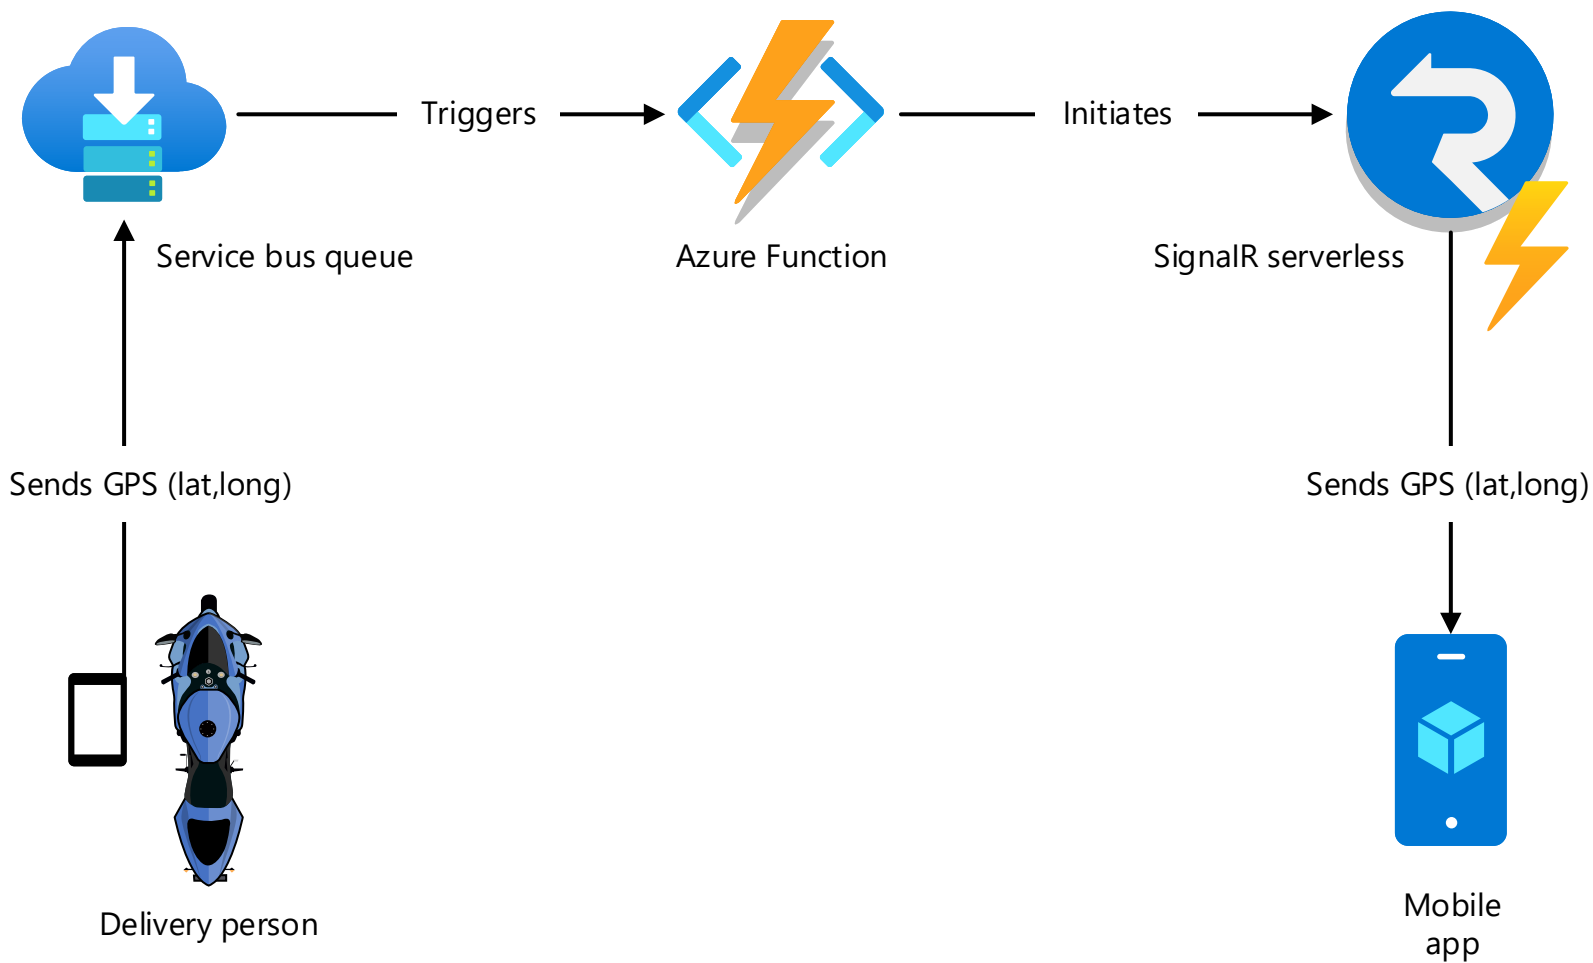 Triggers
Initiates
Service bus queue
Azure Function
SignalR serverless
Sends GPS (lat,long)
Sends GPS (lat,long)
Delivery person
Mobile
app